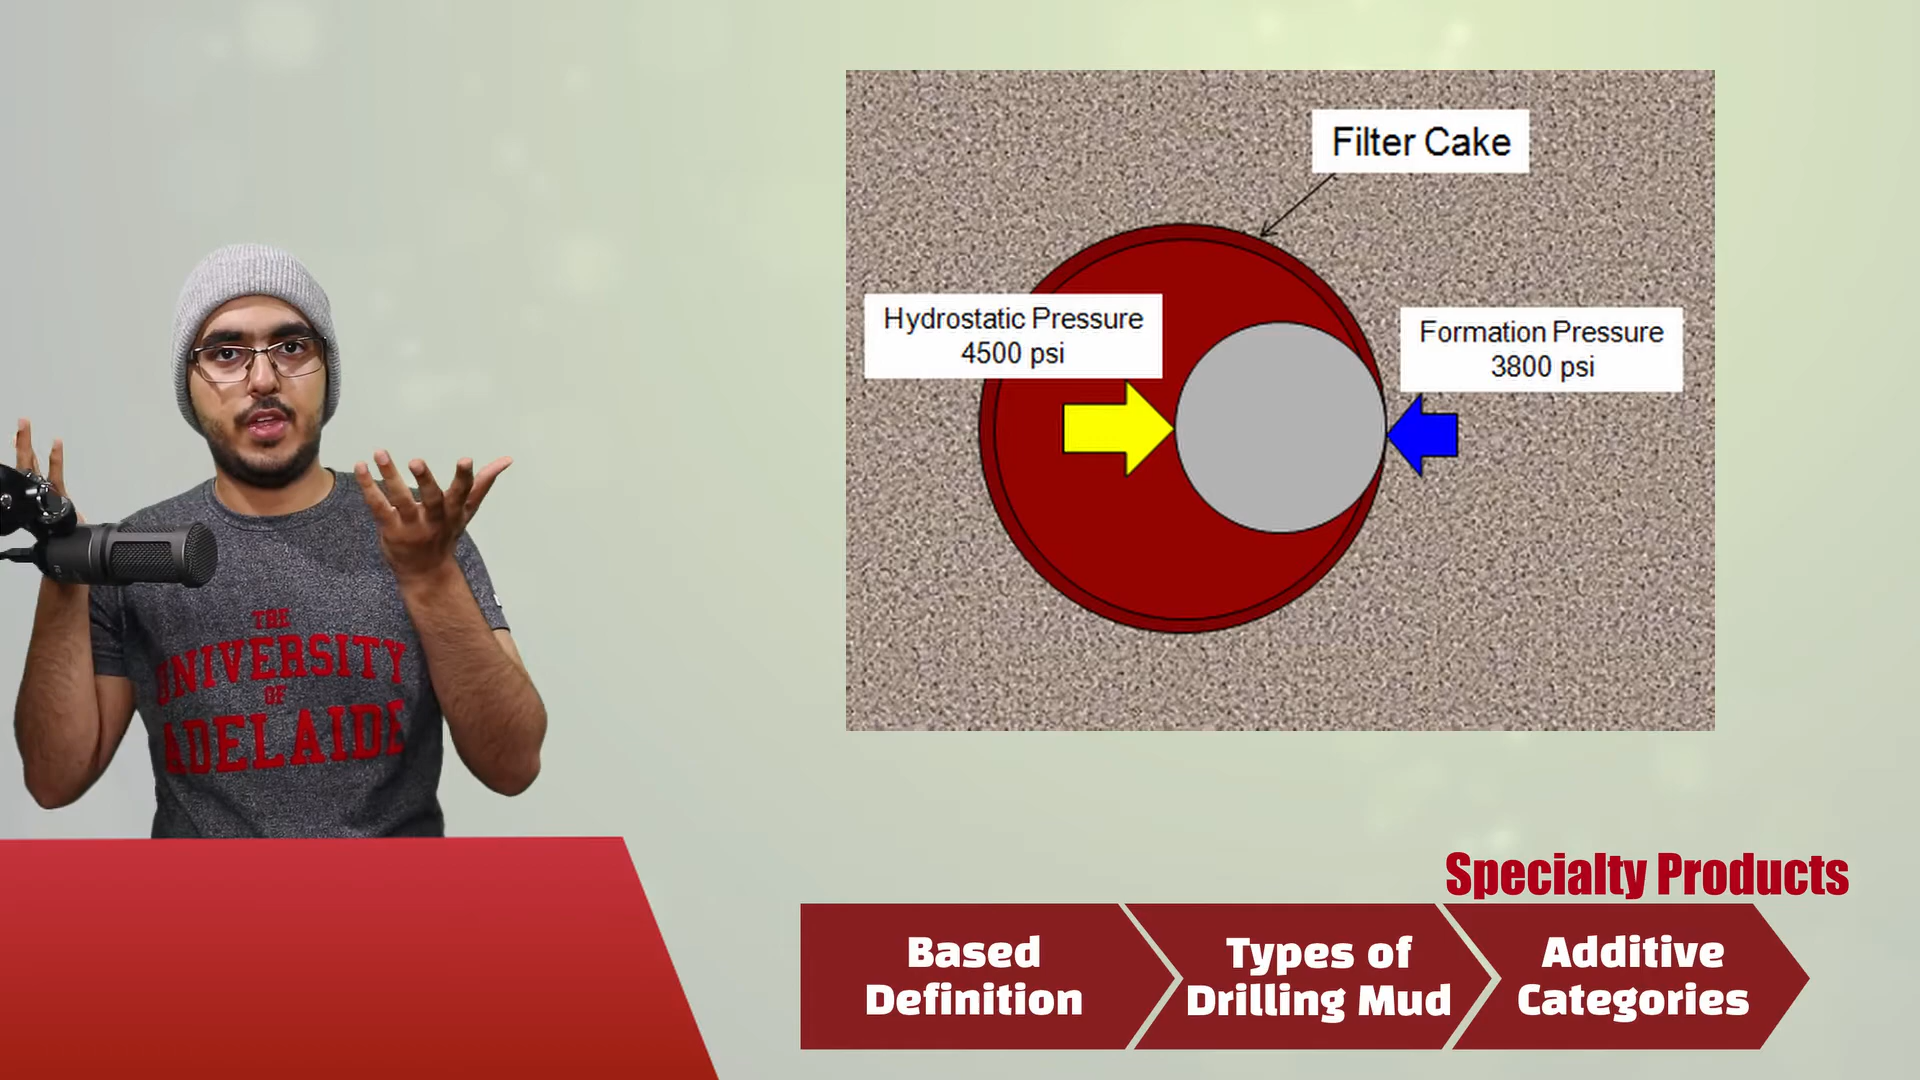 Filter Cake
Hydrostatic Pressure
4500 psi
Formation Pressure
3800 psi
THE
UNIVERSITY
OF
ADELAIDE
Specialty Products
Based
Definition
Types of
Drilling Mud
Additive
Categories